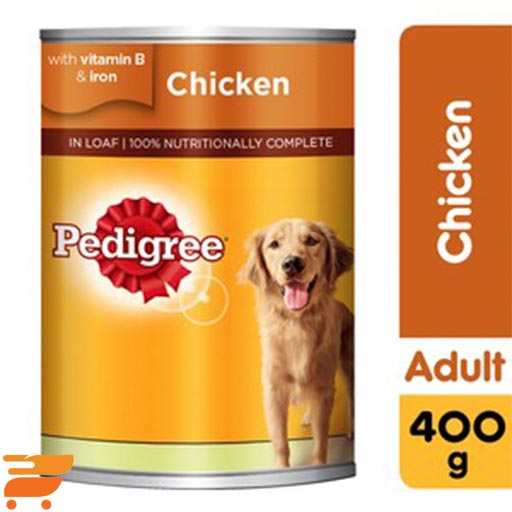 with vitamin B
& iron
Chicken
IN LOAF | 100% NUTRITIONALLY COMPLETE
Pedigree
Chicken
Adult
400
g